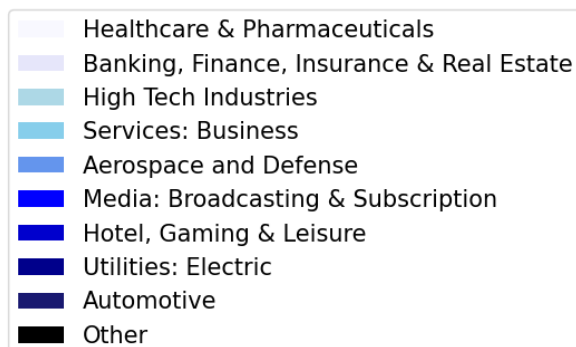 Healthcare & Pharmaceuticals
Banking, Finance, Insurance & Real Estate
High Tech Industries
Services: Business
Aerospace and Defense
Media: Broadcasting & Subscription
Hotel, Gaming & Leisure
Utilities: Electric
Automotive
Other